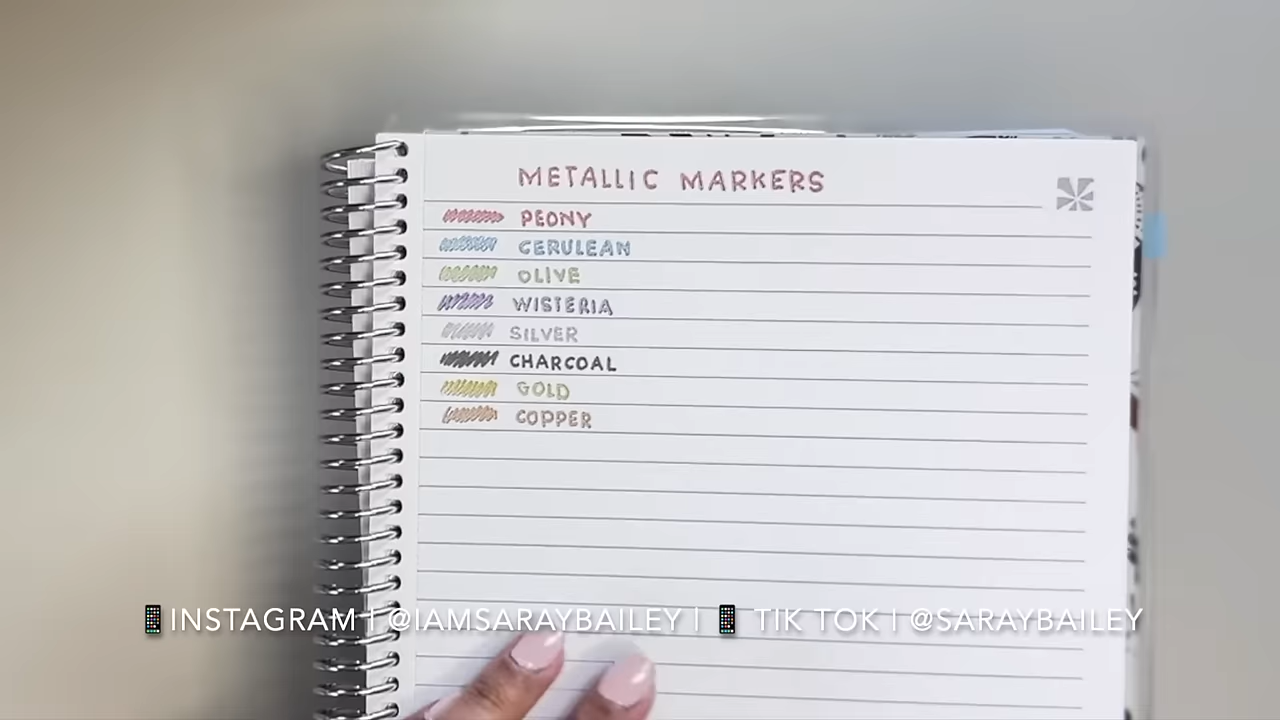 METALLIC MARKERS
PEONY
CERULEAN
OLIVE
WISTERIA
SILVER
CHARCOAL
GOLD
COPPER
📱INSTAGRAM | @IAMSARAYBAILEY | 📱 TIK TOK | @SARAYBAILEY